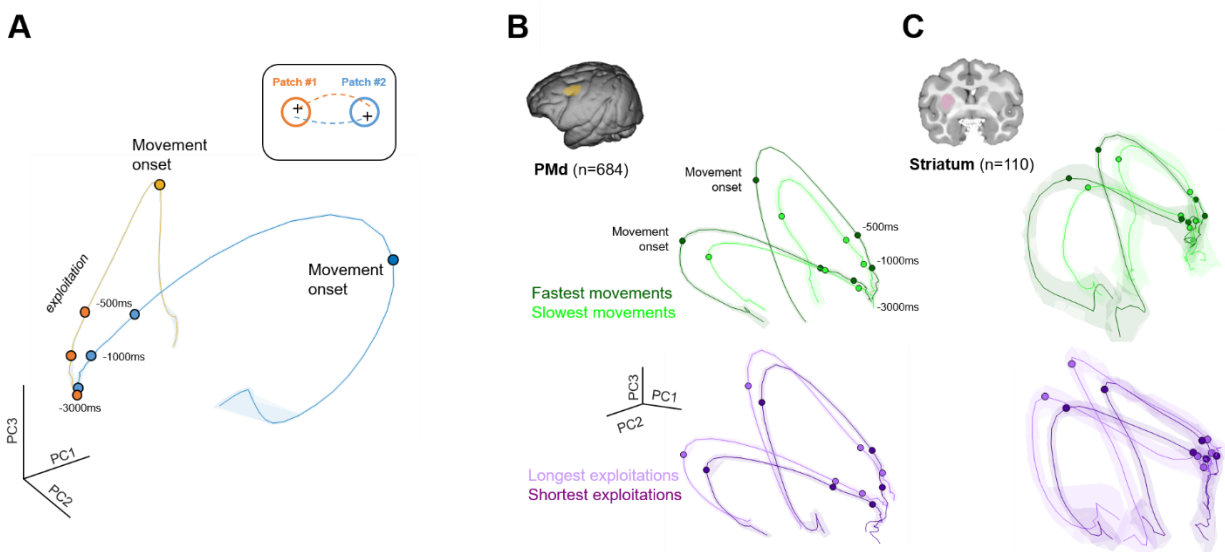 A
Patch #1 Patch #2
Movement
onset
exploitation
-500ms
-1000ms
-3000ms
Movement
onset
PC3
PC1
PC2
B
PMd (n=684)
Movement
onset
Movement
onset
-500ms
-1000ms
-3000ms
Fastest movements
Slowest movements
PC3
PC1
PC2
Longest exploitations
Shortest exploitations
C
Striatum (n=110)